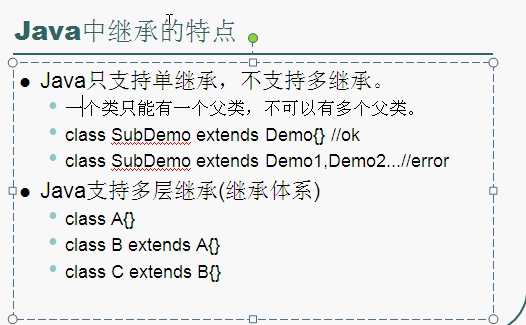 Java中继承的特点
Java只支持单继承，不支持多继承。
一个类只能有一个父类，不可以有多个父类。
class SubDemo extends Demo{} //ok
class SubDemo extends Demo1,Demo2...//error
Java支持多层继承(继承体系)
class A{}
class B extends A{}
class C extends B{}